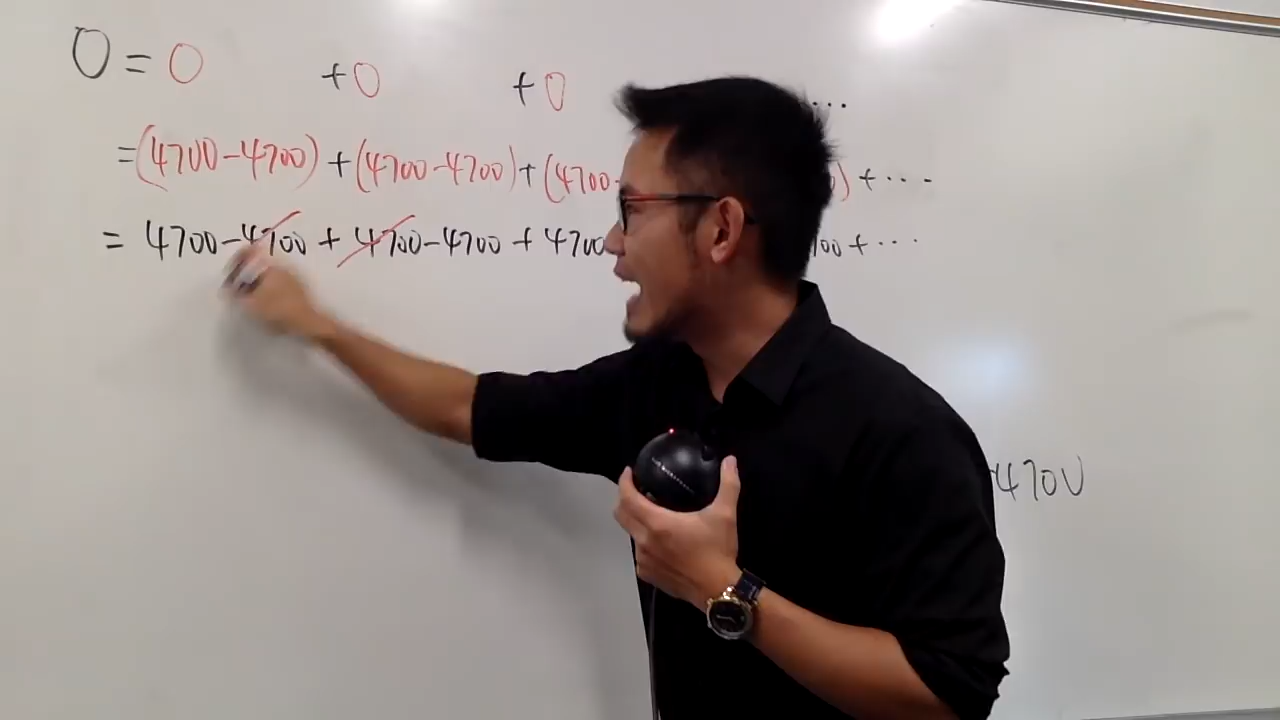 0 = 0 + 0 + 0 ...
= (4700 - 4700) + (4700 - 4700) + (4700- ) + ....
= 4700 - 4700 + 4700 - 4700 + 4700 00 + ...
4700